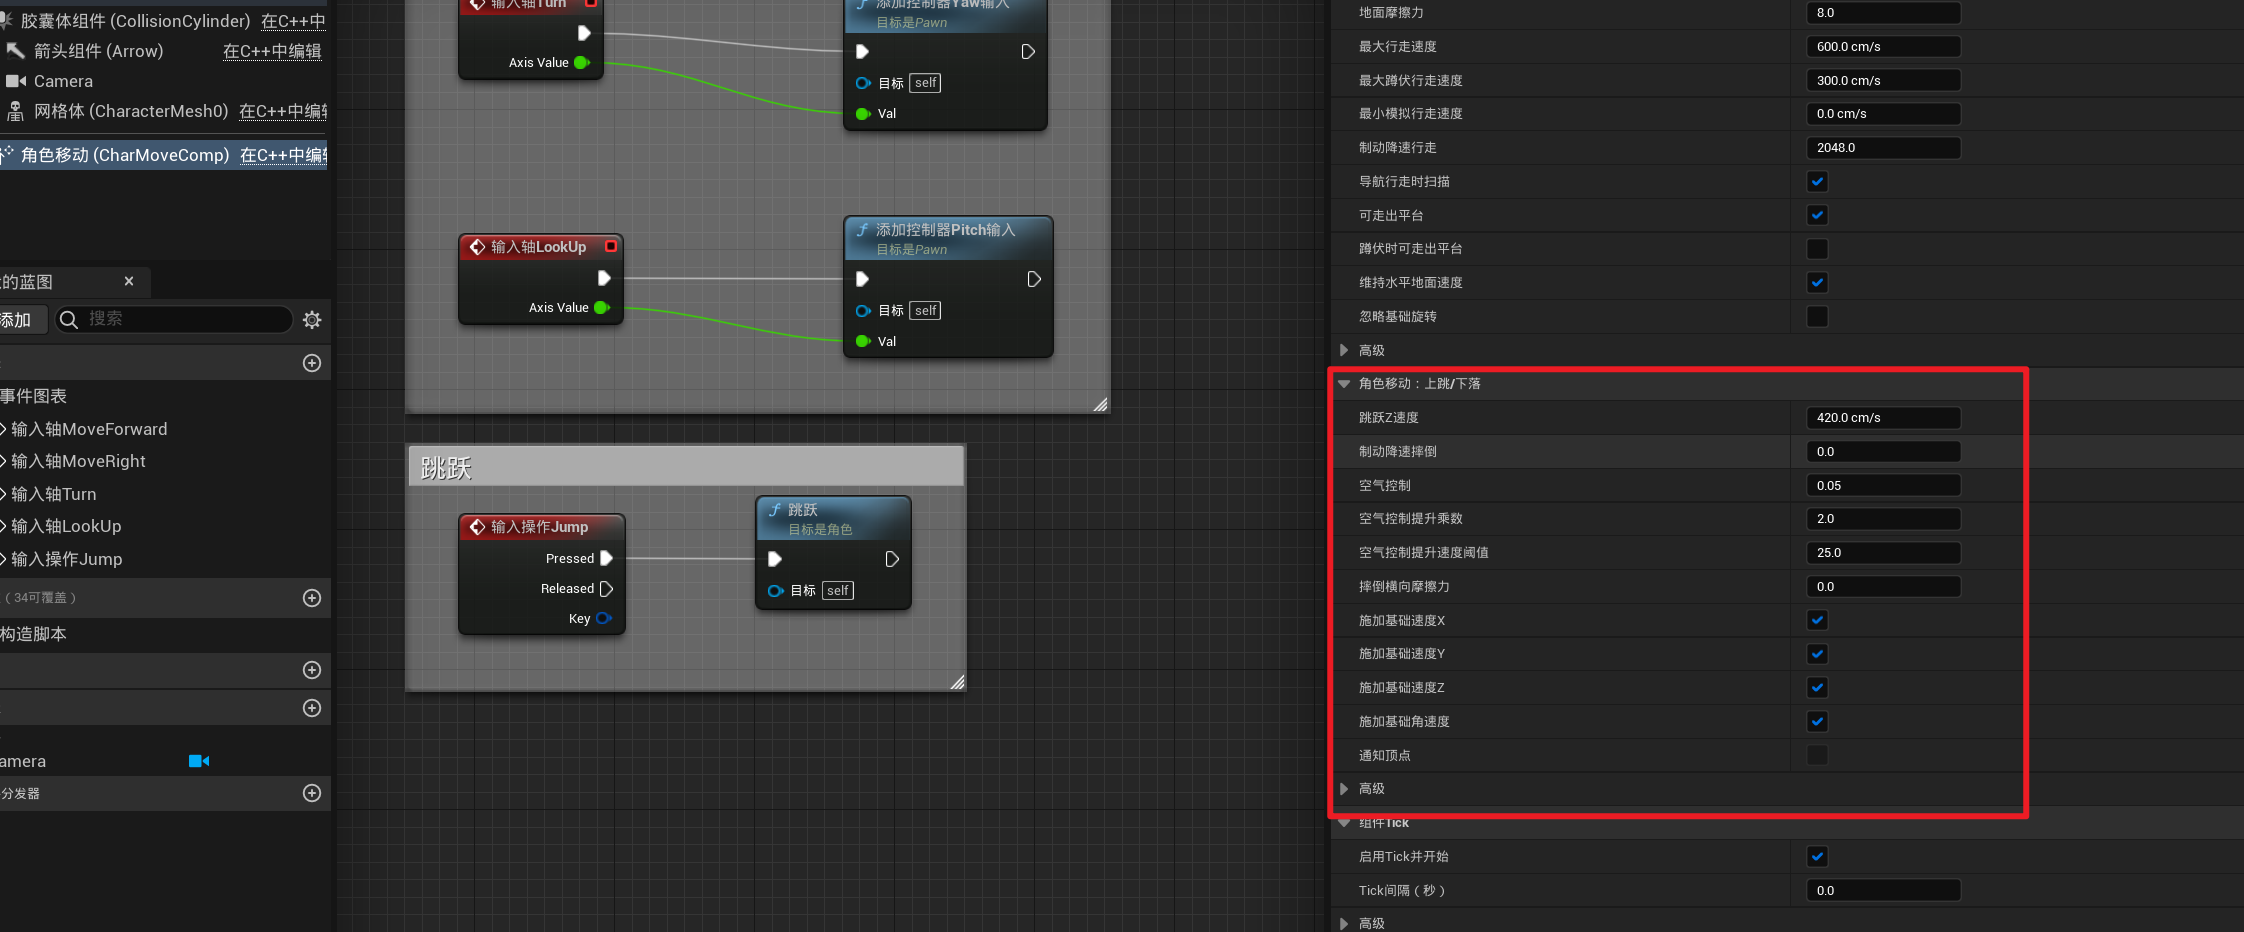 胶囊体组件 (CollisionCylinder) 在C++中
箭头组件 (Arrow) 在C++中编辑
Camera
网格体 (CharacterMesh0) 在C++中编
角色移动 (CharMoveComp) 在C++中编
的蓝图
添加 搜索
事件图表
输入轴MoveForward
输入轴MoveRight
输入轴Turn
输入轴LookUp
输入操作Jump
（34可覆盖）
构造脚本
amera
分发器
输入轴Turn
Axis Value
添加控制器Yaw输入
目标是Pawn
目标 self
Val
输入轴LookUp
Axis Value
添加控制器Pitch输入
目标是Pawn
目标 self
Val
跳跃
输入操作Jump
Pressed
Released
Key
跳跃
目标是角色
目标 self
地面摩擦力 8.0
最大行走速度 600.0 cm/s
最大蹲伏行走速度 300.0 cm/s
最小模拟行走速度 0.0 cm/s
制动降速行走 2048.0
导航行走时扫描
可走出平台
蹲伏时可走出平台
维持水平地面速度
忽略基础旋转
高级
角色移动：上跳/下落
跳跃Z速度 420.0 cm/s
制动降速摔倒 0.0
空气控制 0.05
空气控制提升乘数 2.0
空气控制提升速度阈值 25.0
摔倒横向摩擦力 0.0
施加基础速度X
施加基础速度Y
施加基础速度Z
施加基础角速度
通知顶点
高级
组件Tick
启用Tick并开始
Tick间隔（秒） 0.0
高级